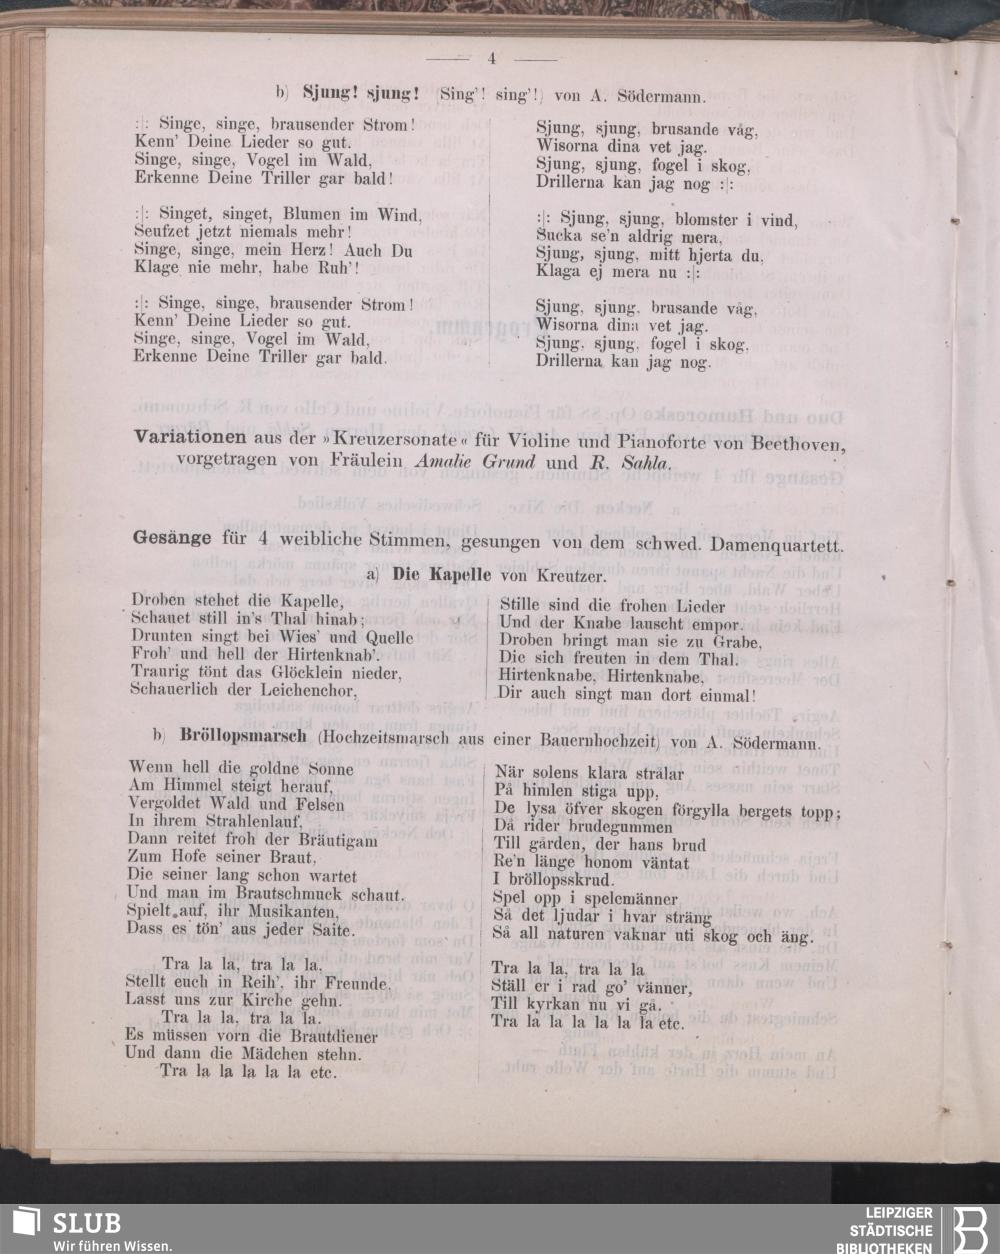 4
b) Sjung! sjung! (Sing'! sing'!) von A. Södermann.
:|: Singe, singe, brausender Strom!
Kenn' Deine Lieder so gut.
Singe, singe, Vogel im Wald,
Erkenne Deine Triller gar bald!
:|: Singet, singet, Blumen im Wind,
Seufzet jetzt niemals mehr!
Singe, singe, mein Herz! Auch Du
Klage nie mehr, habe Ruh'!
:|: Singe, singe, brausender Strom!
Kenn' Deine Lieder so gut.
Singe, singe, Vogel im Wald,
Erkenne Deine Triller gar bald.
Sjung, sjung, brusande våg,
Wisorna dina vet jag.
Sjung, sjung, fogel i skog,
Drillerna kan jag nog :|:
:|: Sjung, sjung, blomster i vind,
Sucka se'n aldrig mera,
Sjung, sjung, mitt hjerta du,
Klaga ej mera nu :|:
Sjung, sjung, brusande våg,
Wisorna dina vet jag.
Sjung, sjung, fogel i skog,
Drillerna kan jag nog.
Variationen aus der »Kreuzersonate« für Violine und Pianoforte von Beethoven,
vorgetragen von Fräulein Amalie Grund und R. Sahla.
Gesänge für 4 weibliche Stimmen, gesungen von dem schwed. Damenquartett.
a) Die Kapelle von Kreutzer.
Droben stehet die Kapelle,
Schauet still in's Thal hinab;
Drunten singt bei Wies' und Quelle
Froh' und hell der Hirtenknab'.
Traurig tönt das Glöcklein nieder,
Schauerlich der Leichenchor,
Stille sind die frohen Lieder
Und der Knabe lauscht empor.
Droben bringt man sie zu Grabe,
Die sich freuten in dem Thal.
Hirtenknabe, Hirtenknabe,
Dir auch singt man dort einmal!
b) Bröllopsmarsch (Hochzeitsmarsch aus einer Bauernhochzeit) von A. Södermann.
Wenn hell die goldne Sonne
Am Himmel steigt herauf,
Vergoldet Wald und Felsen
In ihrem Strahlenlauf,
Dann reitet froh der Bräutigam
Zum Hofe seiner Braut,
Die seiner lang schon wartet
Und man im Brautschmuck schaut.
Spielt auf, ihr Musikanten,
Dass es tön' aus jeder Saite.
Tra la la, tra la la.
Stellt euch in Reih', ihr Freunde,
Lasst uns zur Kirche gehn.
Tra la la, tra la la.
Es müssen vorn die Brautdiener
Und dann die Mädchen stehn.
Tra la la la la la etc.
När solens klara strålar
På himlen stiga upp,
De lysa öfver skogen förgylla bergets topp;
Då rider brudegummen
Till gården, der hans brud
Re'n länge honom väntat
I bröllopsskrud.
Spel opp i spelemänner
Så det ljudar i hvar sträng
Så all naturen vaknar uti skog och äng.
Tra la la, tra la la
Ställ er i rad go' vänner,
Till kyrkan nu vi gå.
Tra la la la la la la etc.
SLUB
Wir führen Wissen.
LEIPZIGER
STÄDTISCHE
BIBLIOTHEKEN